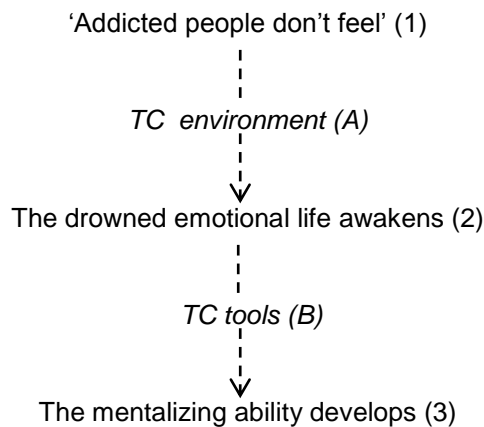 ‘Addicted people don’t feel’ (1)
TC environment (A)
The drowned emotional life awakens (2)
TC tools (B)
The mentalizing ability develops (3)